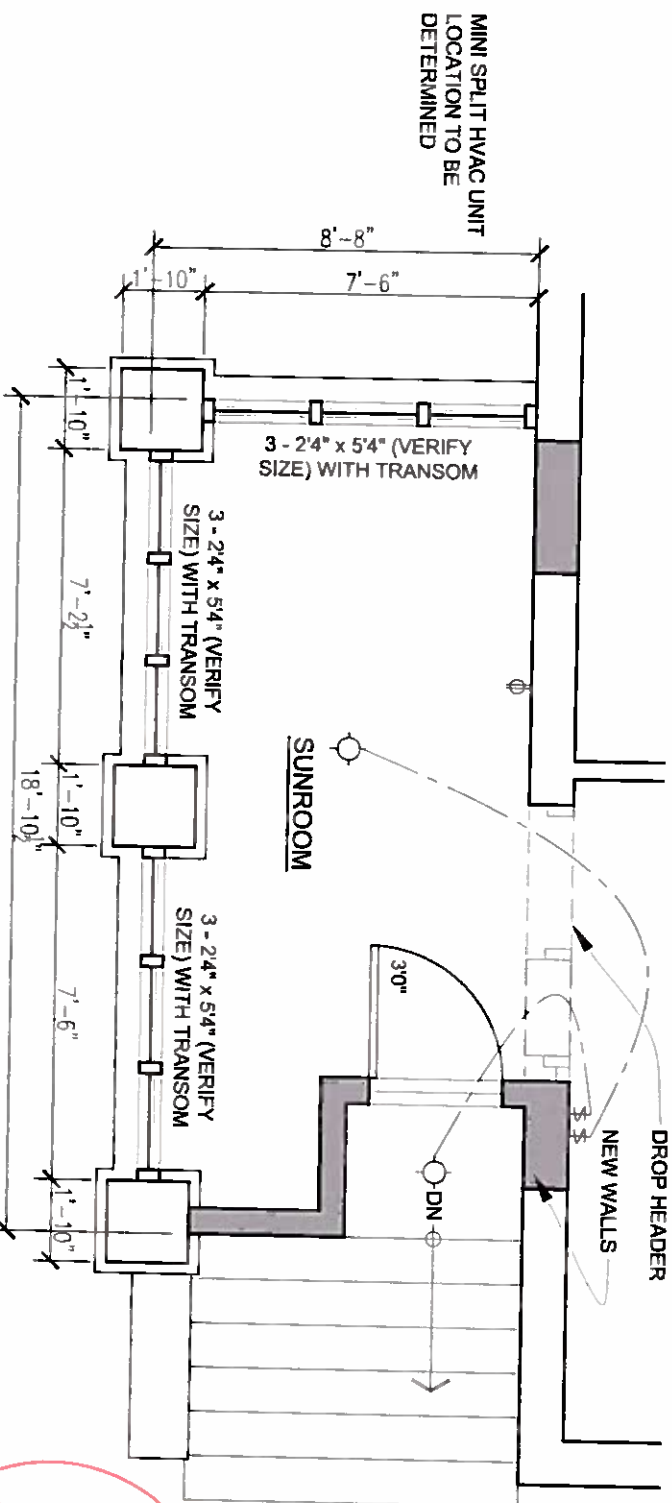 MINI SPLIT HVAC UNIT
LOCATION TO BE
DETERMINED
8'-8"
1'-10"
7'-6"
3 - 2'4" x 5'4" (VERIFY
SIZE) WITH TRANSOM
1'-10"
3 - 2'4" x 5'4" (VERIFY
SIZE) WITH TRANSOM
7'-2½"
SUNROOM
1'-10"
18'-10½"
3 - 2'4" x 5'4" (VERIFY
SIZE) WITH TRANSOM
7'-6"
3'0"
1'-10"
DN
NEW WALLS
DROP HEADER